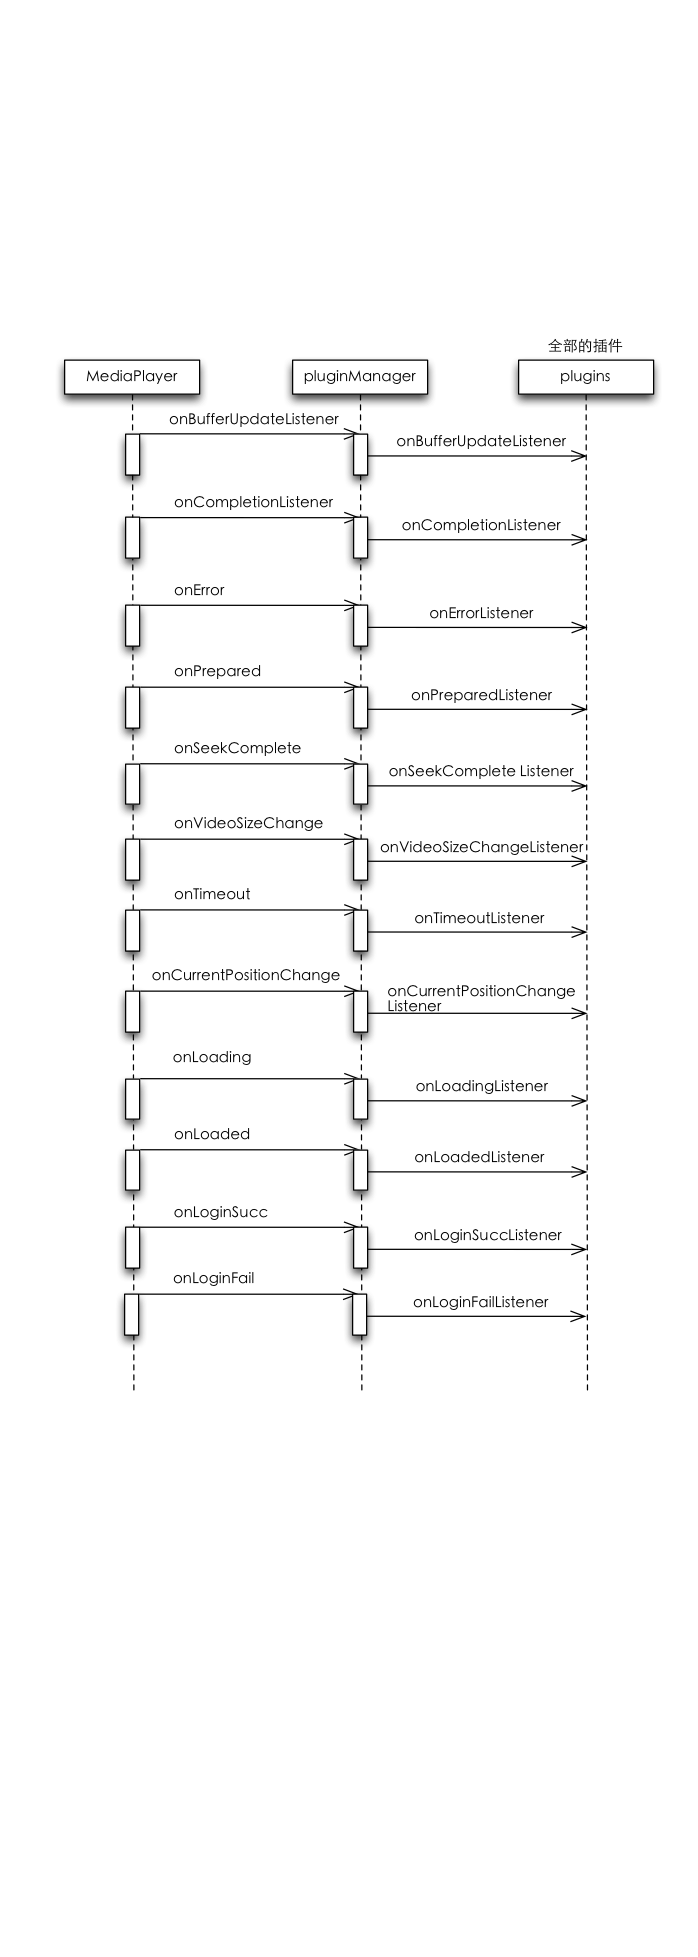 全部的插件
MediaPlayer
pluginManager
plugins
onBufferUpdateListener
onBufferUpdateListener
onCompletionListener
onCompletionListener
onError
onErrorListener
onPrepared
onPreparedListener
onSeekComplete
onSeekComplete Listener
onVideoSizeChange
onVideoSizeChangeListener
onTimeout
onTimeoutListener
onCurrentPositionChange
onCurrentPositionChange
Listener
onLoading
onLoadingListener
onLoaded
onLoadedListener
onLoginSucc
onLoginSuccListener
onLoginFail
onLoginFailListener